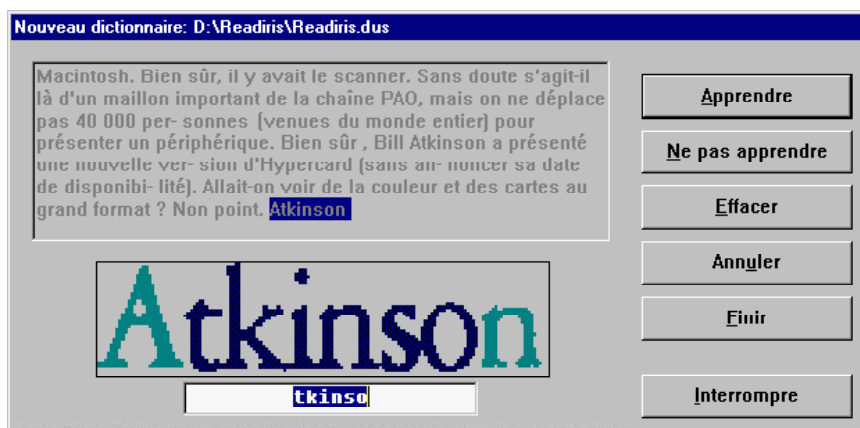 Nouveau dictionnaire: D:\Readiris\Readiris.dus
Macintosh. Bien sûr, il y avait le scanner. Sans doute s'agit-il
là d'un maillon important de la chaîne PAO, mais on ne déplace
pas 40 000 per- sonnes (venues du monde entier) pour
présenter un périphérique. Bien sûr , Bill Atkinson a présenté
une nouvelle ver- sion d'Hypercard (sans an- noncer sa date
de disponibi- lité). Allait-on voir de la couleur et des cartes au
grand format ? Non point. Atkinson
Atkinson
tkinso
Apprendre
Ne pas apprendre
Effacer
Annuler
Finir
Interrompre